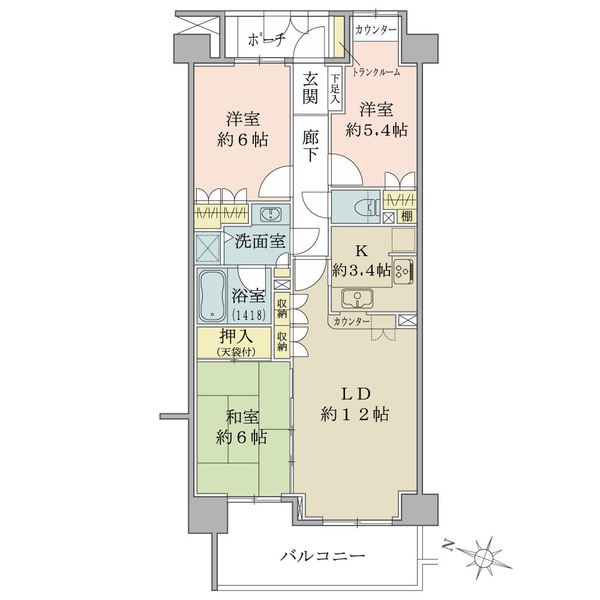 カウンター
ポーチ
トランクルーム
玄関
下足入
洋室
約6帖
洋室
約5.4帖
廊下
棚
洗面室
K
約3.4帖
浴室
(1418)
収納
カウンター
押入
(天袋付)
収納
LD
約12帖
和室
約6帖
バルコニー
N